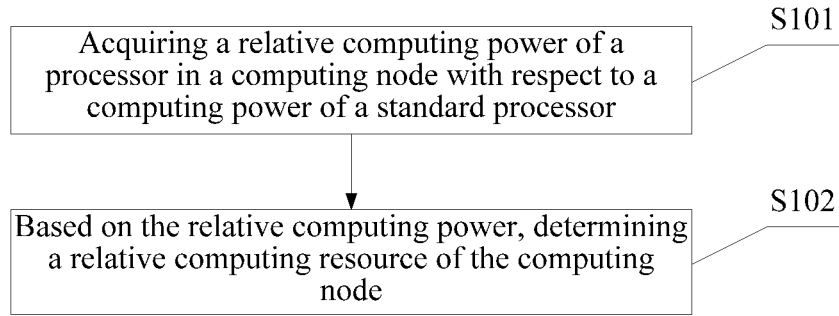 S101
Acquiring a relative computing power of a
processor in a computing node with respect to a
computing power of a standard processor
S102
Based on the relative computing power, determining
a relative computing resource of the computing
node